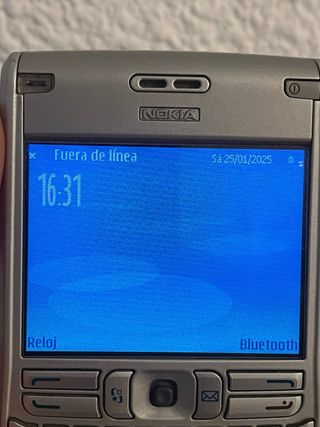 NOKIA
Fuera de línea
Sá 25/01/2025
16:31
Reloj
Bluetooth